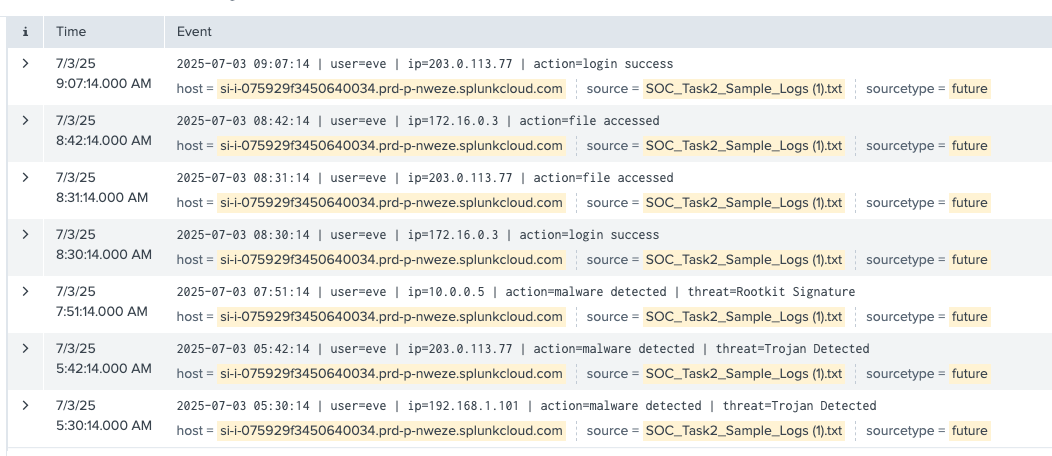 i Time Event
7/3/25
9:07:14.000 AM
2025-07-03 09:07:14 | user=eve | ip=203.0.113.77 | action=login success
host = si-i-075929f3450640034.prd-p-nweze.splunkcloud.com source = SOC_Task2_Sample_Logs (1).txt sourcetype = future
7/3/25
8:42:14.000 AM
2025-07-03 08:42:14 | user=eve | ip=172.16.0.3 | action=file accessed
host = si-i-075929f3450640034.prd-p-nweze.splunkcloud.com source = SOC_Task2_Sample_Logs (1).txt sourcetype = future
7/3/25
8:31:14.000 AM
2025-07-03 08:31:14 | user=eve | ip=203.0.113.77 | action=file accessed
host = si-i-075929f3450640034.prd-p-nweze.splunkcloud.com source = SOC_Task2_Sample_Logs (1).txt sourcetype = future
7/3/25
8:30:14.000 AM
2025-07-03 08:30:14 | user=eve | ip=172.16.0.3 | action=login success
host = si-i-075929f3450640034.prd-p-nweze.splunkcloud.com source = SOC_Task2_Sample_Logs (1).txt sourcetype = future
7/3/25
7:51:14.000 AM
2025-07-03 07:51:14 | user=eve | ip=10.0.0.5 | action=malware detected | threat=Rootkit Signature
host = si-i-075929f3450640034.prd-p-nweze.splunkcloud.com source = SOC_Task2_Sample_Logs (1).txt sourcetype = future
7/3/25
5:42:14.000 AM
2025-07-03 05:42:14 | user=eve | ip=203.0.113.77 | action=malware detected | threat=Trojan Detected
host = si-i-075929f3450640034.prd-p-nweze.splunkcloud.com source = SOC_Task2_Sample_Logs (1).txt sourcetype = future
7/3/25
5:30:14.000 AM
2025-07-03 05:30:14 | user=eve | ip=192.168.1.101 | action=malware detected | threat=Trojan Detected
host = si-i-075929f3450640034.prd-p-nweze.splunkcloud.com source = SOC_Task2_Sample_Logs (1).txt sourcetype = future